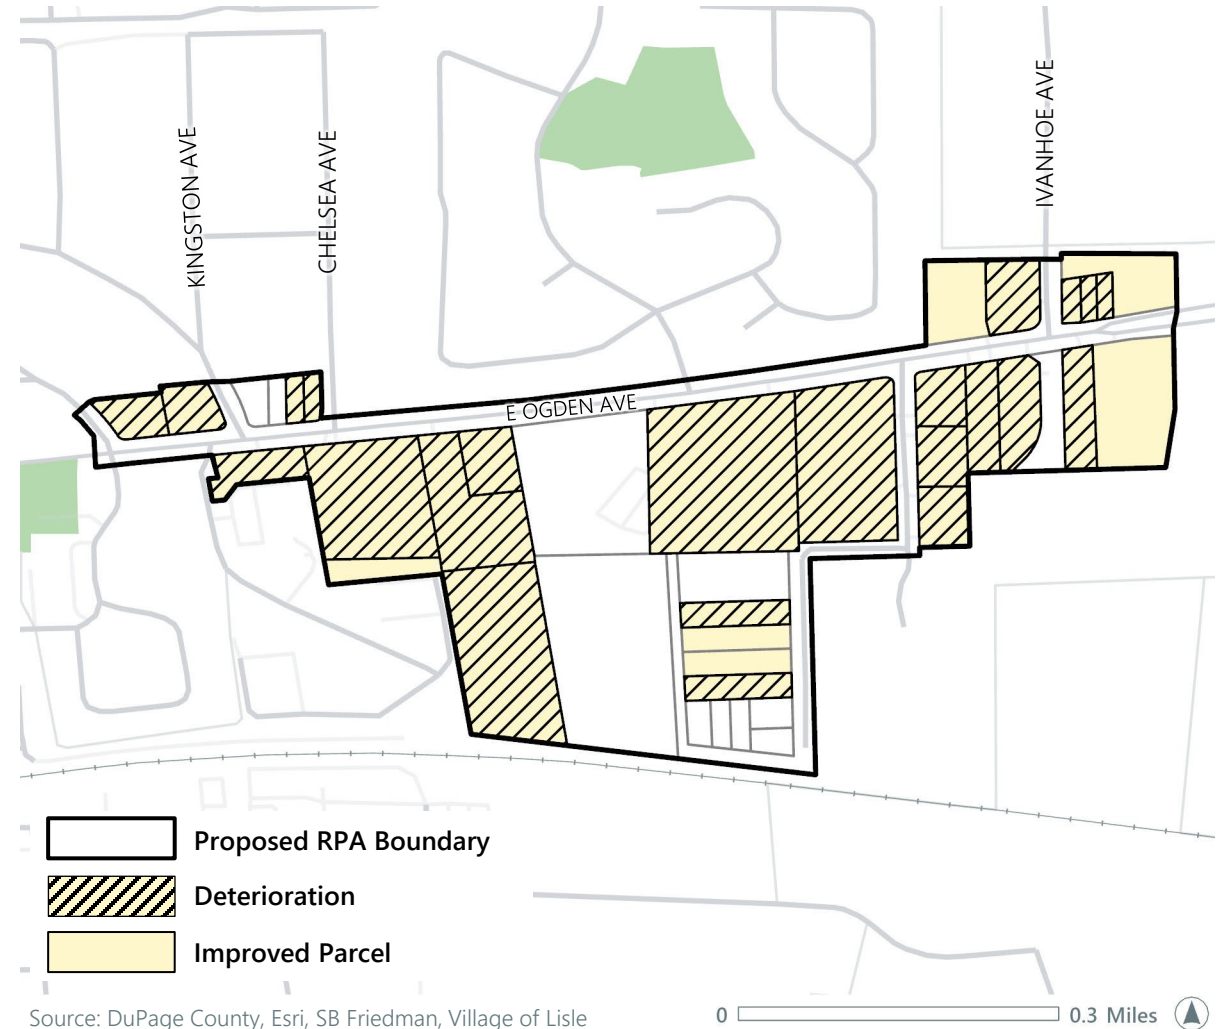 KINGSTON AVE
CHELSEA AVE
IVANHOE AVE
E OGDEN AVE
Proposed RPA Boundary
Deterioration
Improved Parcel
Source: DuPage County, Esri, SB Friedman, Village of Lisle
0 0.3 Miles